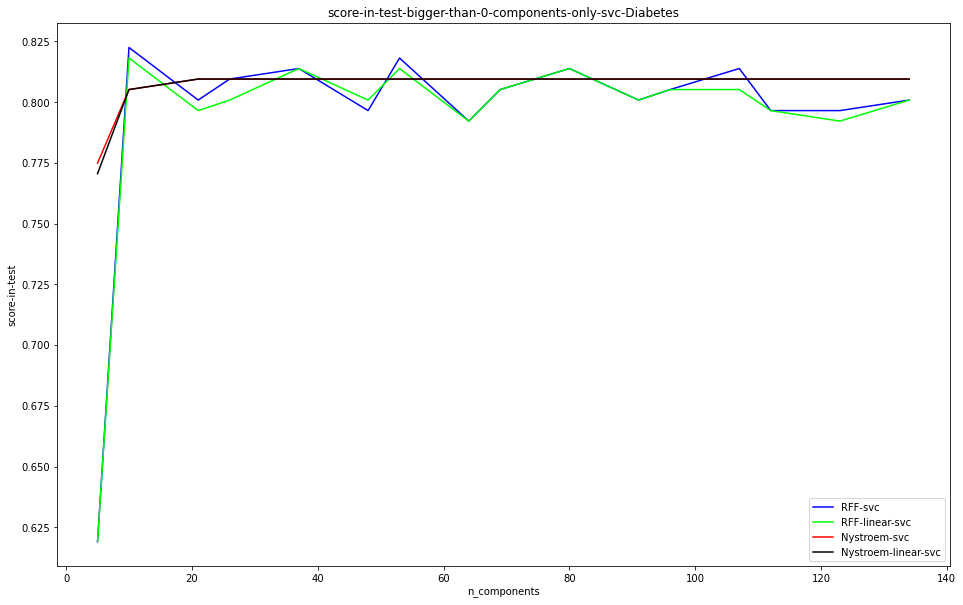 score-in-test-bigger-than-0-components-only-svc-Diabetes
0.825
0.800
0.775
0.750
0.725
0.700
0.675
0.650
0.625
score-in-test
0 20 40 60 80 100 120 140
n_components
RFF-svc
RFF-linear-svc
Nystroem-svc
Nystroem-linear-svc